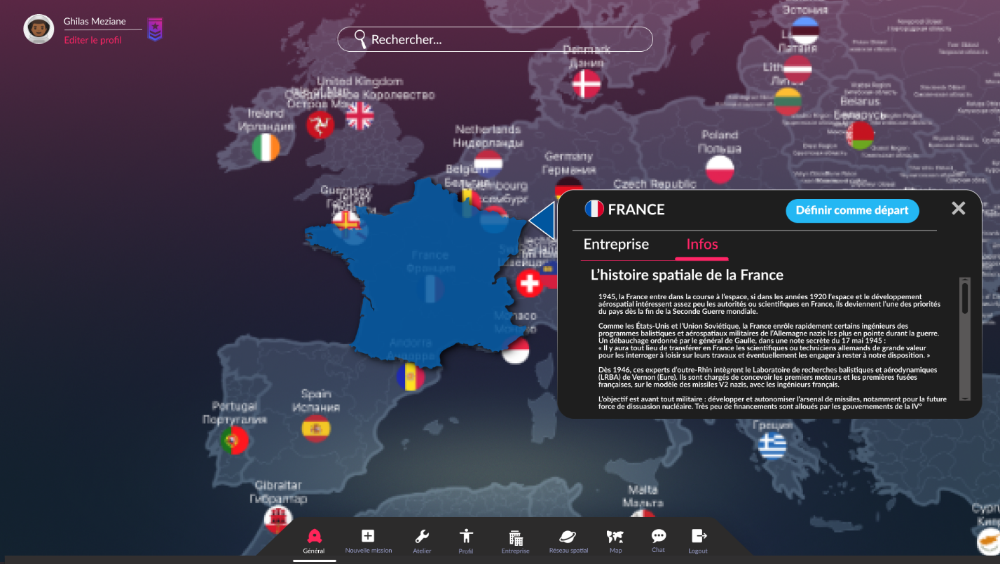 Ghilas Meziane
Editer le profil
Rechercher...
Эстония
Латвия
Denmark
Дания
United Kingdom
Соединенное Королевство
Остров Мэн
Ireland
Ирландия
Netherlands
Нидерланды
Belgium
Germany
Германия
Poland
Польша
Belarus
Беларусь
Czech Republic
Guernsey
France
Франция
Monaco
Andorra
Андорра
Spain
Испания
Portugal
Португалия
Gibraltar
Гибралтар
Malta
Мальта
Греция
FRANCE
Définir comme départ
Entreprise
Infos
L'histoire spatiale de la France
1945, la France entre dans la course à l'espace, si dans les années 1920 l'espace et le développement
aérospatial intéressent assez peu les autorités ou scientifiques en France, ils deviennent l'une des priorités
du pays dès la fin de la Seconde Guerre mondiale.
Comme les États-Unis et l'Union Soviétique, la France enrôle rapidement certains ingénieurs des
programmes balistiques et aérospatiaux militaires de l'Allemagne nazie les plus en pointe durant la guerre.
Un débauchage ordonné par le général de Gaulle, dans une note secrète du 17 mai 1945 :
« Il y aura tout lieu de transférer en France les scientifiques ou techniciens allemands de grande valeur
pour les interroger à loisir sur leurs travaux et éventuellement les engager à rester à notre disposition. »
Dès 1946, ces experts d'outre-Rhin intègrent le Laboratoire de recherches balistiques et aérodynamiques
(LRBA) de Vernon (Eure). Ils sont chargés de concevoir les premiers moteurs et les premières fusées
françaises, sur le modèle des missiles V2 nazis, avec les ingénieurs français.
L'objectif est avant tout militaire : développer et autonomiser l'arsenal de missiles, notamment pour la future
force de dissuasion nucléaire. Très peu de financements sont alloués par les gouvernements de la IVᵉ
Général
Nouvelle mission
Atelier
Profil
Entreprise
Réseau spatial
Map
Chat
Logout